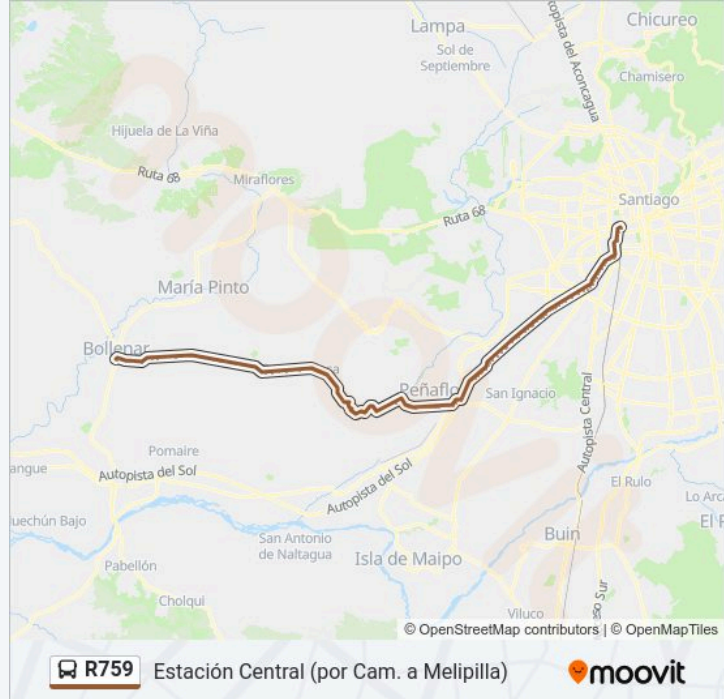 Lampa
Chicureo
Sol de
Septiembre
Autopista del Aconcagua
Chamisero
Hijuela de La Viña
Ruta 68
Miraflores
Santiago
Ruta 68
María Pinto
Bollenar
Peñaflo
San Ignacio
Autopista Central
Pomaire
Autopista del Sol
Autopista del Sol
El Rulo
Lo Arca
San Antonio
de Naltagua
Buin
El P
Isla de Maipo
Pabellón
Cholqui
Viluco
© OpenStreetMap contributors | © OpenMapTiles
R759 Estación Central (por Cam. a Melipilla) moovit